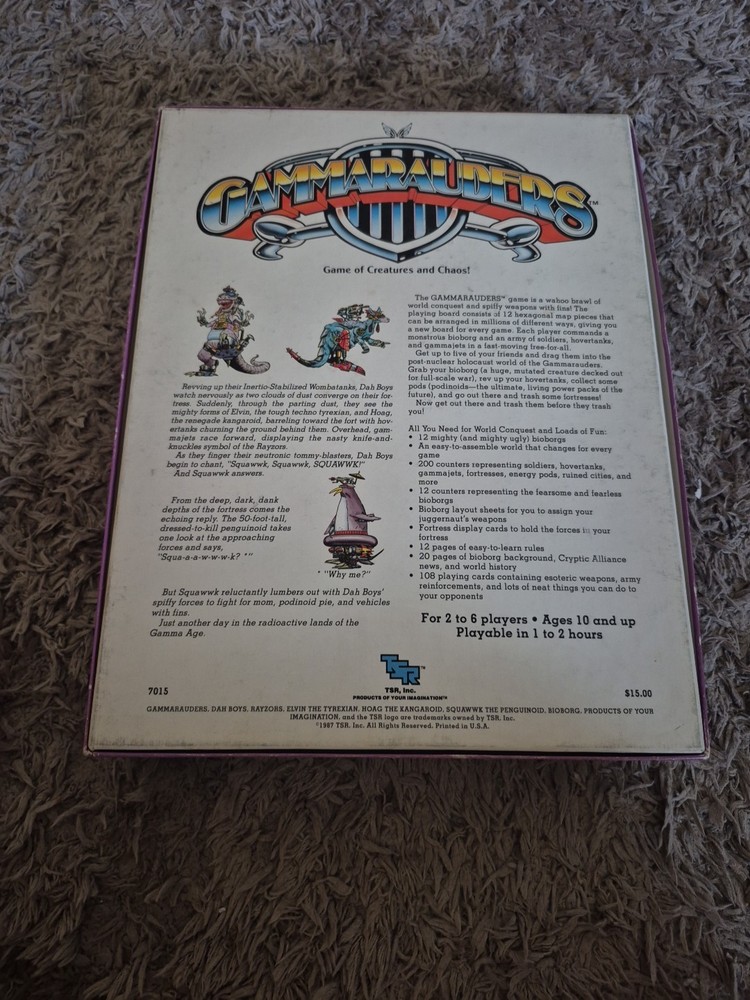 GAMMARAUDERS™
Game of Creatures and Chaos!
Revving up their Inertio-Stabilized Wombatanks, Dah Boys
watch nervously as two clouds of dust converge on their for-
tress. Suddenly, through the parting dust, they see the
mighty forms of Elvin, the tough techno tyrexian, and Hoag,
the renegade kangaroid, barreling toward the fort with hov-
ertanks churning the ground behind them. Overhead, gam-
majets race forward, displaying the nasty knife-and-
knuckles symbol of the Rayzors.
As they finger their neutronic tommy-blasters, Dah Boys
begin to chant, "Squawwk, Squawwk, SQUAWWK!"
And Squawwk answers.
From the deep, dark, dank
depths of the fortress comes the
echoing reply. The 50-foot-tall,
dressed-to-kill penguinoid takes
one look at the approaching
forces and says,
"Squa-a-a-w-w-w-k? *"
* "Why me?"
But Squawwk reluctantly lumbers out with Dah Boys'
spiffy forces to fight for mom, podinoid pie, and vehicles
with fins.
Just another day in the radioactive lands of the
Gamma Age.
The GAMMARAUDERS™ game is a wahoo brawl of
world conquest and spiffy weapons with fins! The
playing board consists of 12 hexagonal map pieces that
can be arranged in millions of different ways, giving you
a new board for every game. Each player commands a
monstrous bioborg and an army of soldiers, hovertanks,
and gammajets in a fast-moving free-for-all.
Get up to five of your friends and drag them into the
post-nuclear holocaust world of the Gammarauders.
Grab your bioborg (a huge, mutated creature decked out
for full-scale war), rev up your hovertanks, collect some
pods (podinoids—the ultimate, living power packs of the
future), and go out there and trash some fortresses!
Now get out there and trash them before they trash
you!
All You Need for World Conquest and Loads of Fun:
• 12 mighty (and mighty ugly) bioborgs
• An easy-to-assemble world that changes for every
game
• 200 counters representing soldiers, hovertanks,
gammajets, fortresses, energy pods, ruined cities, and
more
• 12 counters representing the fearsome and fearless
bioborgs
• Bioborg layout sheets for you to assign your
juggernaut's weapons
• Fortress display cards to hold the forces in your
fortress
• 12 pages of easy-to-learn rules
• 20 pages of bioborg background, Cryptic Alliance
news, and world history
• 108 playing cards containing esoteric weapons, army
reinforcements, and lots of neat things you can do to
your opponents
For 2 to 6 players • Ages 10 and up
Playable in 1 to 2 hours
TSR™
TSR, Inc.
PRODUCTS OF YOUR IMAGINATION™
7015
$15.00
GAMMARAUDERS, DAH BOYS, RAYZORS, ELVIN THE TYREXIAN, HOAG THE KANGAROID, SQUAWWK THE PENGUINOID, BIOBORG, PRODUCTS OF YOUR
IMAGINATION, and the TSR logo are trademarks owned by TSR, Inc.
©1987 TSR, Inc. All Rights Reserved. Printed in U.S.A.